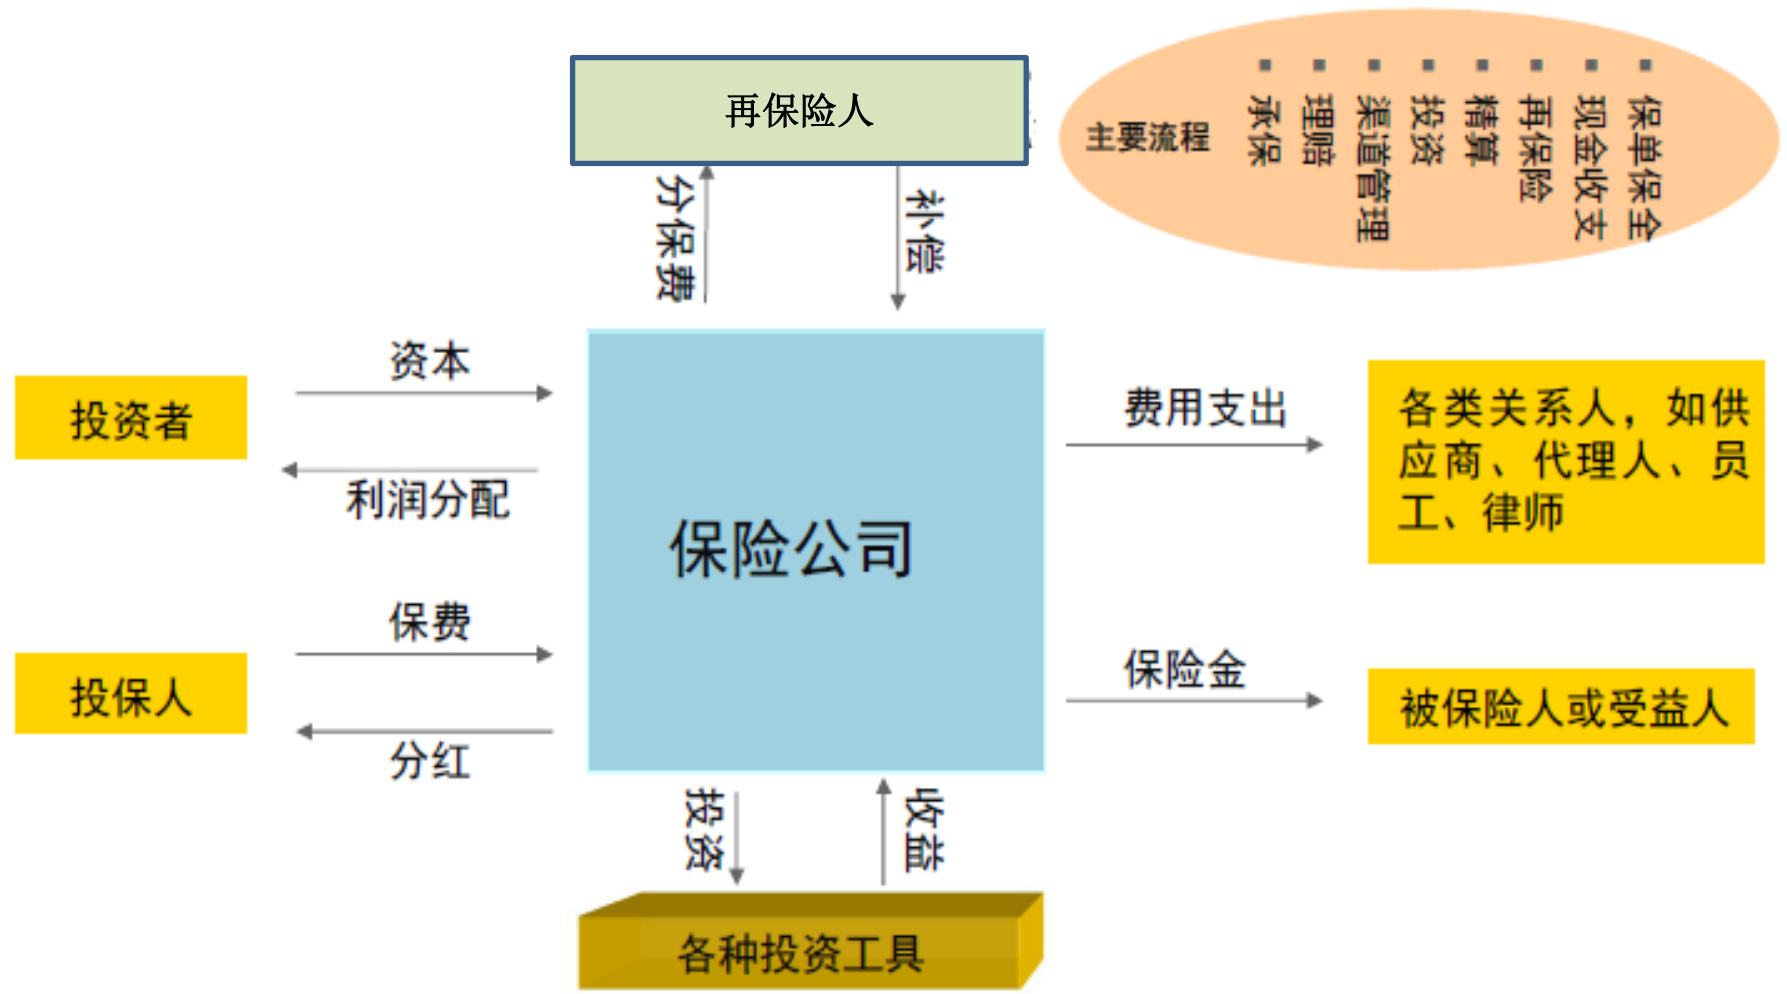 再保险人
主要流程
承保
理赔
渠道管理
投资
精算
再保险
现金收支
保单保全
分保费
补偿
资本
投资者
利润分配
保险公司
费用支出
各类关系人，如供
应商、代理人、员
工、律师
保费
投保人
分红
保险金
被保险人或受益人
投资
收益
各种投资工具